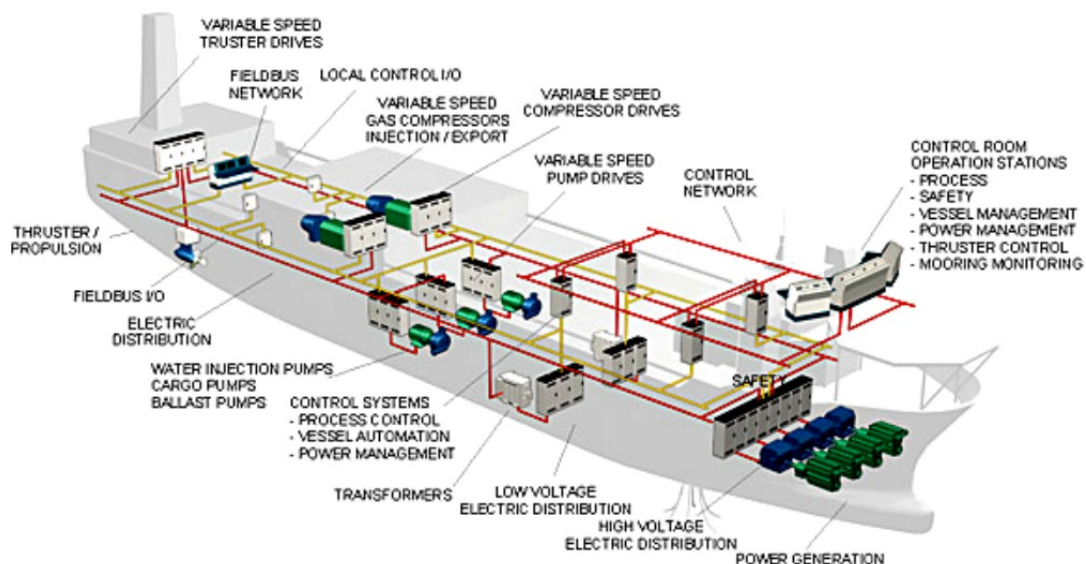 VARIABLE SPEED
TRUSTER DRIVES
FIELDBUS
NETWORK
LOCAL CONTROL I/O
VARIABLE SPEED
GAS COMPRESSORS
INJECTION / EXPORT
VARIABLE SPEED
COMPRESSOR DRIVES
VARIABLE SPEED
PUMP DRIVES
CONTROL
NETWORK
CONTROL ROOM
OPERATION STATIONS
- PROCESS
- SAFETY
- VESSEL MANAGEMENT
- POWER MANAGEMENT
- THRUSTER CONTROL
- MOORING MONITORING
THRUSTER /
PROPULSION
FIELDBUS I/O
ELECTRIC
DISTRIBUTION
WATER INJECTION PUMPS
CARGO PUMPS
BALLAST PUMPS
CONTROL SYSTEMS
- PROCESS CONTROL
- VESSEL AUTOMATION
- POWER MANAGEMENT
SAFETY
TRANSFORMERS
LOW VOLTAGE
ELECTRIC DISTRIBUTION
HIGH VOLTAGE
ELECTRIC DISTRIBUTION
POWER GENERATION